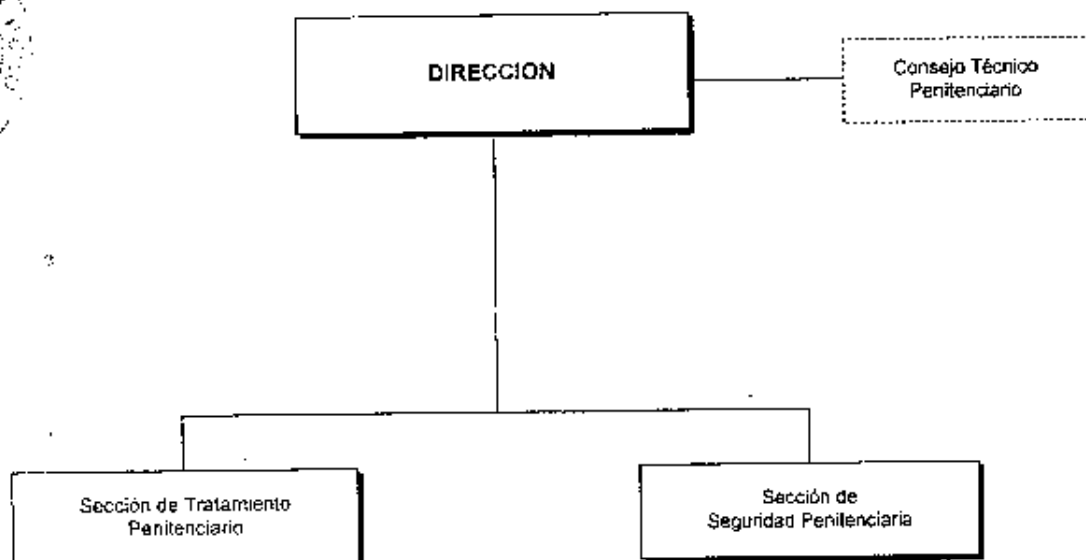 DIRECCION
Consejo Técnico
Penitenciario
Sección de Tratamiento
Penitenciario
Sección de
Seguridad Penitenciaria